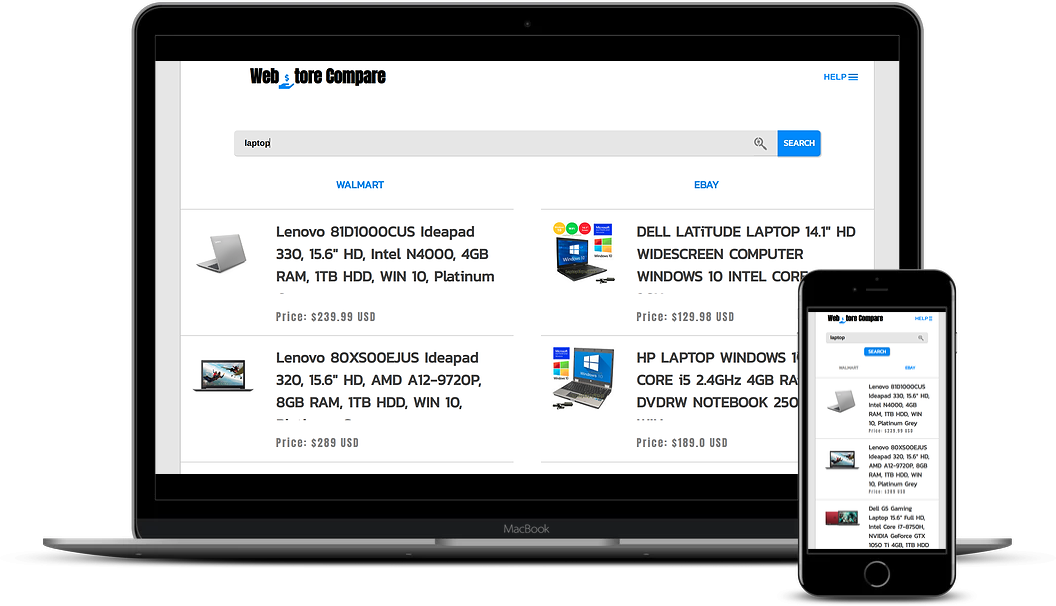 Web $ tore Compare
HELP
laptop
SEARCH
WALMART
EBAY
Lenovo 81D1000CUS Ideapad
330, 15.6" HD, Intel N4000, 4GB
RAM, 1TB HDD, WIN 10, Platinum
Price: $239.99 USD
DELL LATiTUDE LAPTOP 14.1" HD
WIDESCREEN COMPUTER
WINDOWS 10 INTEL CORE
Price: $129.98 USD
Lenovo 80XS00EJUS Ideapad
320, 15.6" HD, AMD A12-9720P,
8GB RAM, 1TB HDD, WIN 10,
Price: $289 USD
HP LAPTOP WINDOWS 1
CORE i5 2.4GHz 4GB RA
DVDRW NOTEBOOK 250
Price: $189.0 USD
MacBook
Web $ tore Compare
HELP
laptop
SEARCH
WALMART
EBAY
Lenovo 81D1000CUS
Ideapad 330, 15.6" HD,
Intel N4000, 4GB
RAM, 1TB HDD, WIN
10, Platinum Grey
Price: $239.99 USD
Lenovo 80XS00EJUS
Ideapad 320, 15.6" HD,
AMD A12-9720P, 8GB
RAM, 1TB HDD, WIN
10, Platinum Grey
Price: $289 USD
Dell G5 Gaming
Laptop 15.6" Full HD,
Intel Core i7-8750H,
NVIDIA GeForce GTX
1050 Ti 4GB, 1TB HDD